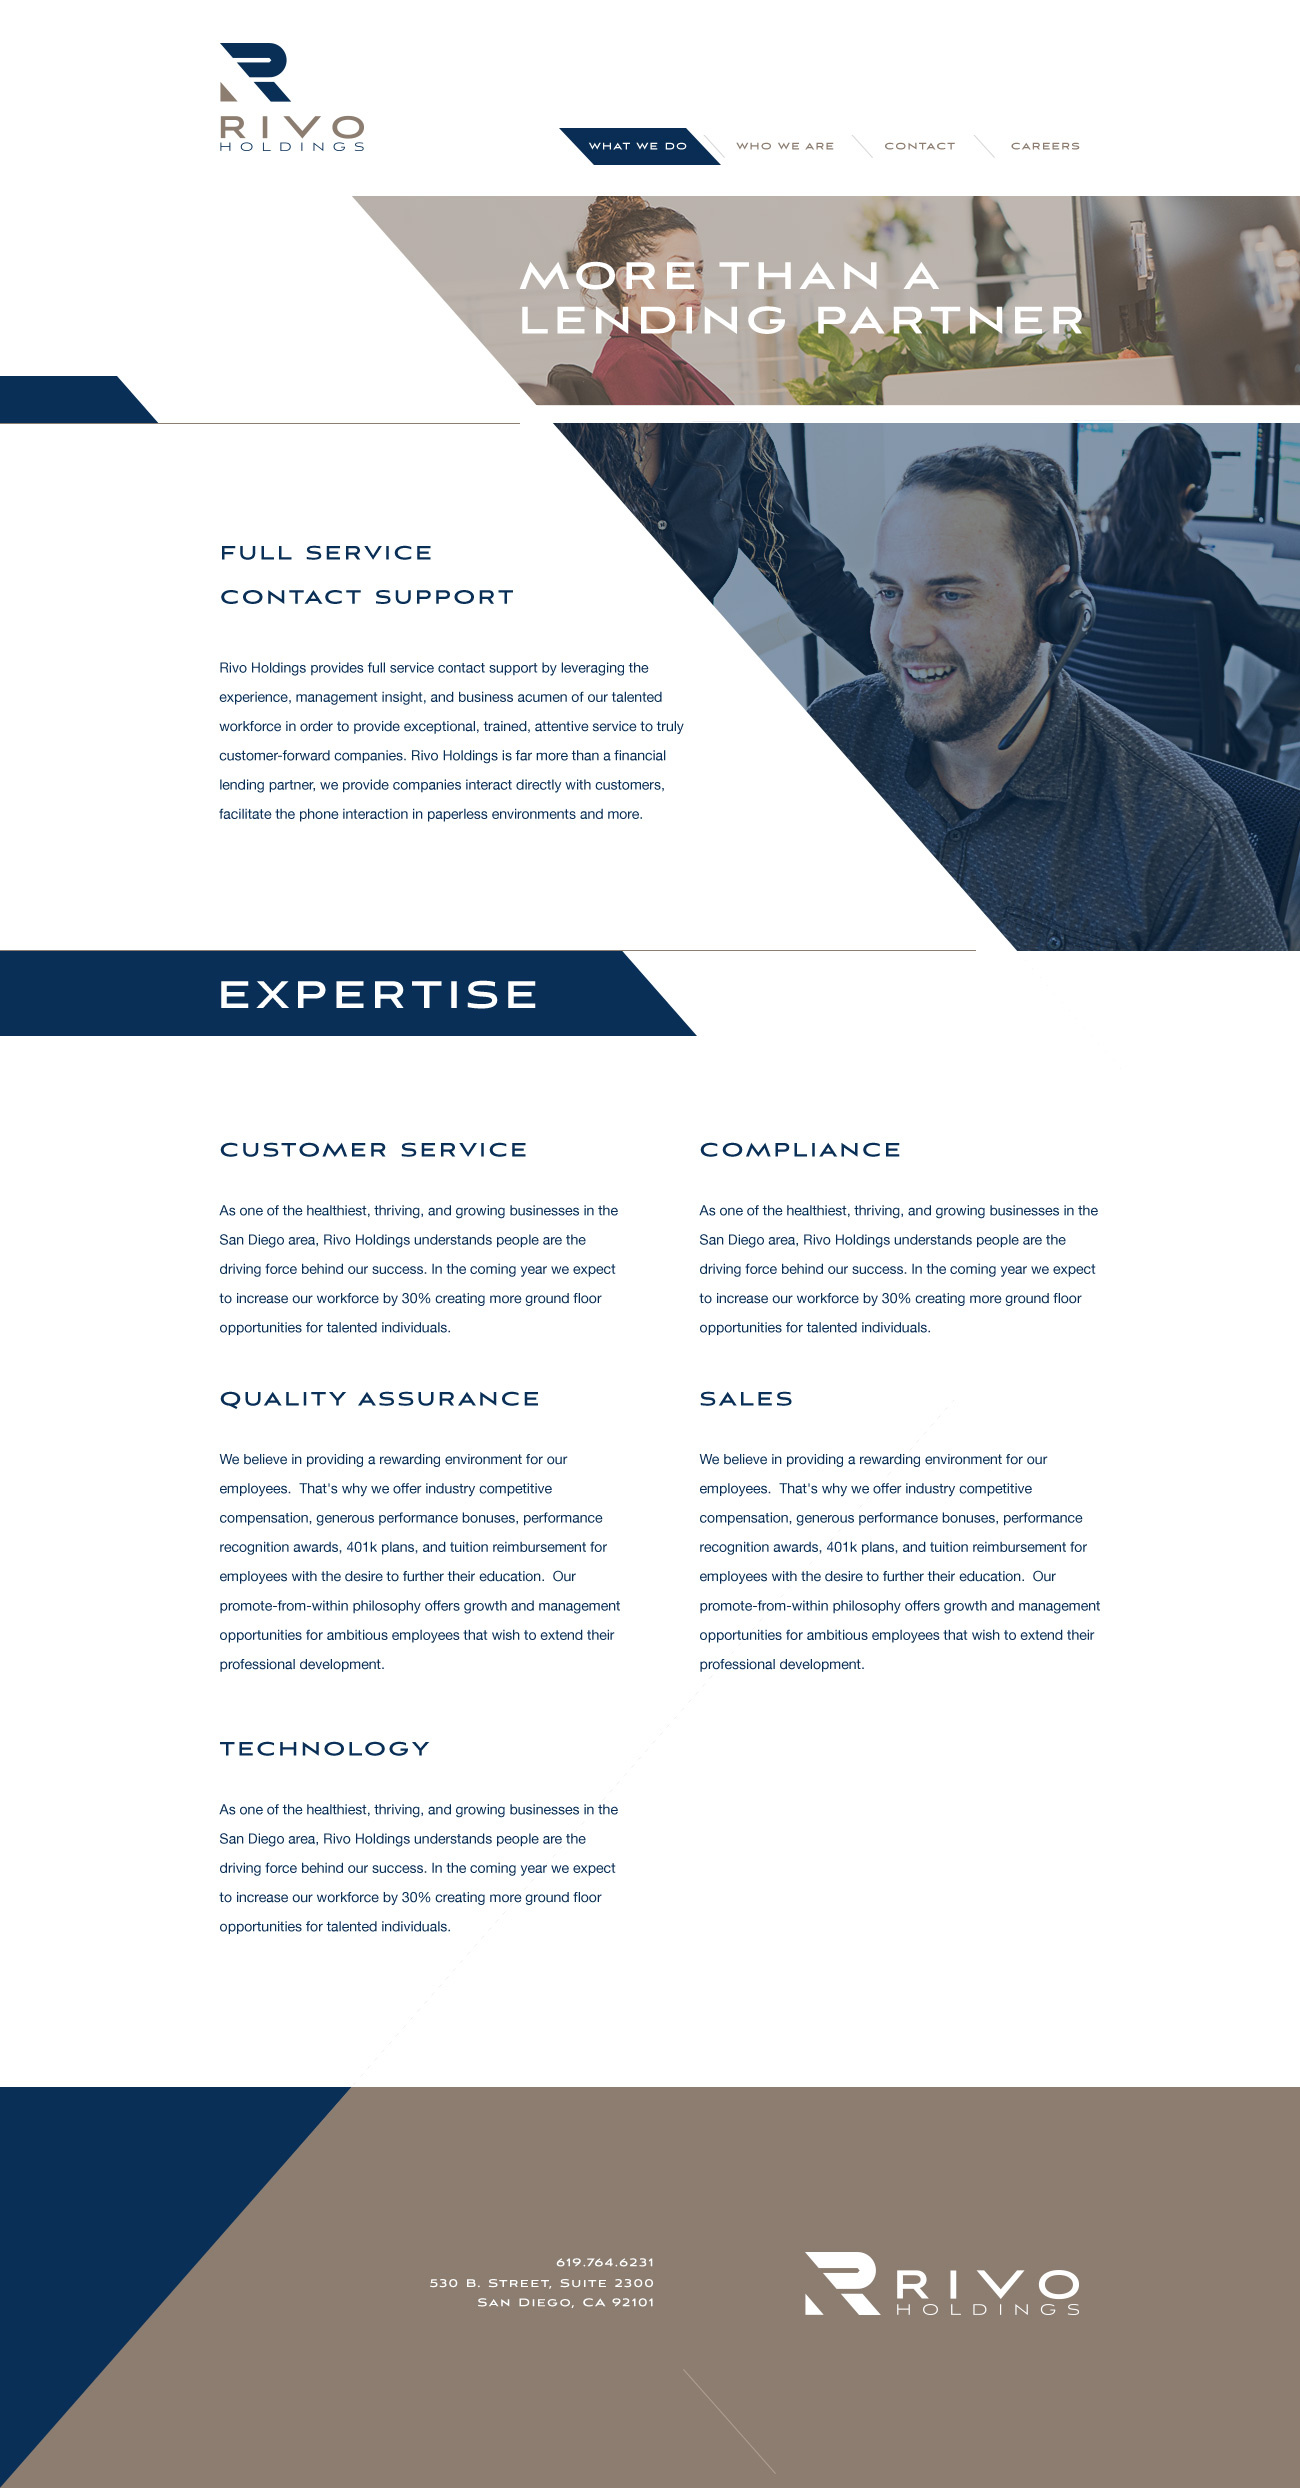 RIVO
HOLDINGS
WHAT WE DO
WHO WE ARE
CONTACT
CAREERS
MORE THAN A
LENDING PARTNER
FULL SERVICE
CONTACT SUPPORT
Rivo Holdings provides full service contact support by leveraging the
experience, management insight, and business acumen of our talented
workforce in order to provide exceptional, trained, attentive service to truly
customer-forward companies. Rivo Holdings is far more than a financial
lending partner, we provide companies interact directly with customers,
facilitate the phone interaction in paperless environments and more.
EXPERTISE
CUSTOMER SERVICE
As one of the healthiest, thriving, and growing businesses in the
San Diego area, Rivo Holdings understands people are the
driving force behind our success. In the coming year we expect
to increase our workforce by 30% creating more ground floor
opportunities for talented individuals.
COMPLIANCE
As one of the healthiest, thriving, and growing businesses in the
San Diego area, Rivo Holdings understands people are the
driving force behind our success. In the coming year we expect
to increase our workforce by 30% creating more ground floor
opportunities for talented individuals.
QUALITY ASSURANCE
We believe in providing a rewarding environment for our
employees.  That's why we offer industry competitive
compensation, generous performance bonuses, performance
recognition awards, 401k plans, and tuition reimbursement for
employees with the desire to further their education.  Our
promote-from-within philosophy offers growth and management
opportunities for ambitious employees that wish to extend their
professional development.
SALES
We believe in providing a rewarding environment for our
employees.  That's why we offer industry competitive
compensation, generous performance bonuses, performance
recognition awards, 401k plans, and tuition reimbursement for
employees with the desire to further their education.  Our
promote-from-within philosophy offers growth and management
opportunities for ambitious employees that wish to extend their
professional development.
TECHNOLOGY
As one of the healthiest, thriving, and growing businesses in the
San Diego area, Rivo Holdings understands people are the
driving force behind our success. In the coming year we expect
to increase our workforce by 30% creating more ground floor
opportunities for talented individuals.
619.764.6231
530 B. Street, Suite 2300
San Diego, CA 92101
RIVO
HOLDINGS